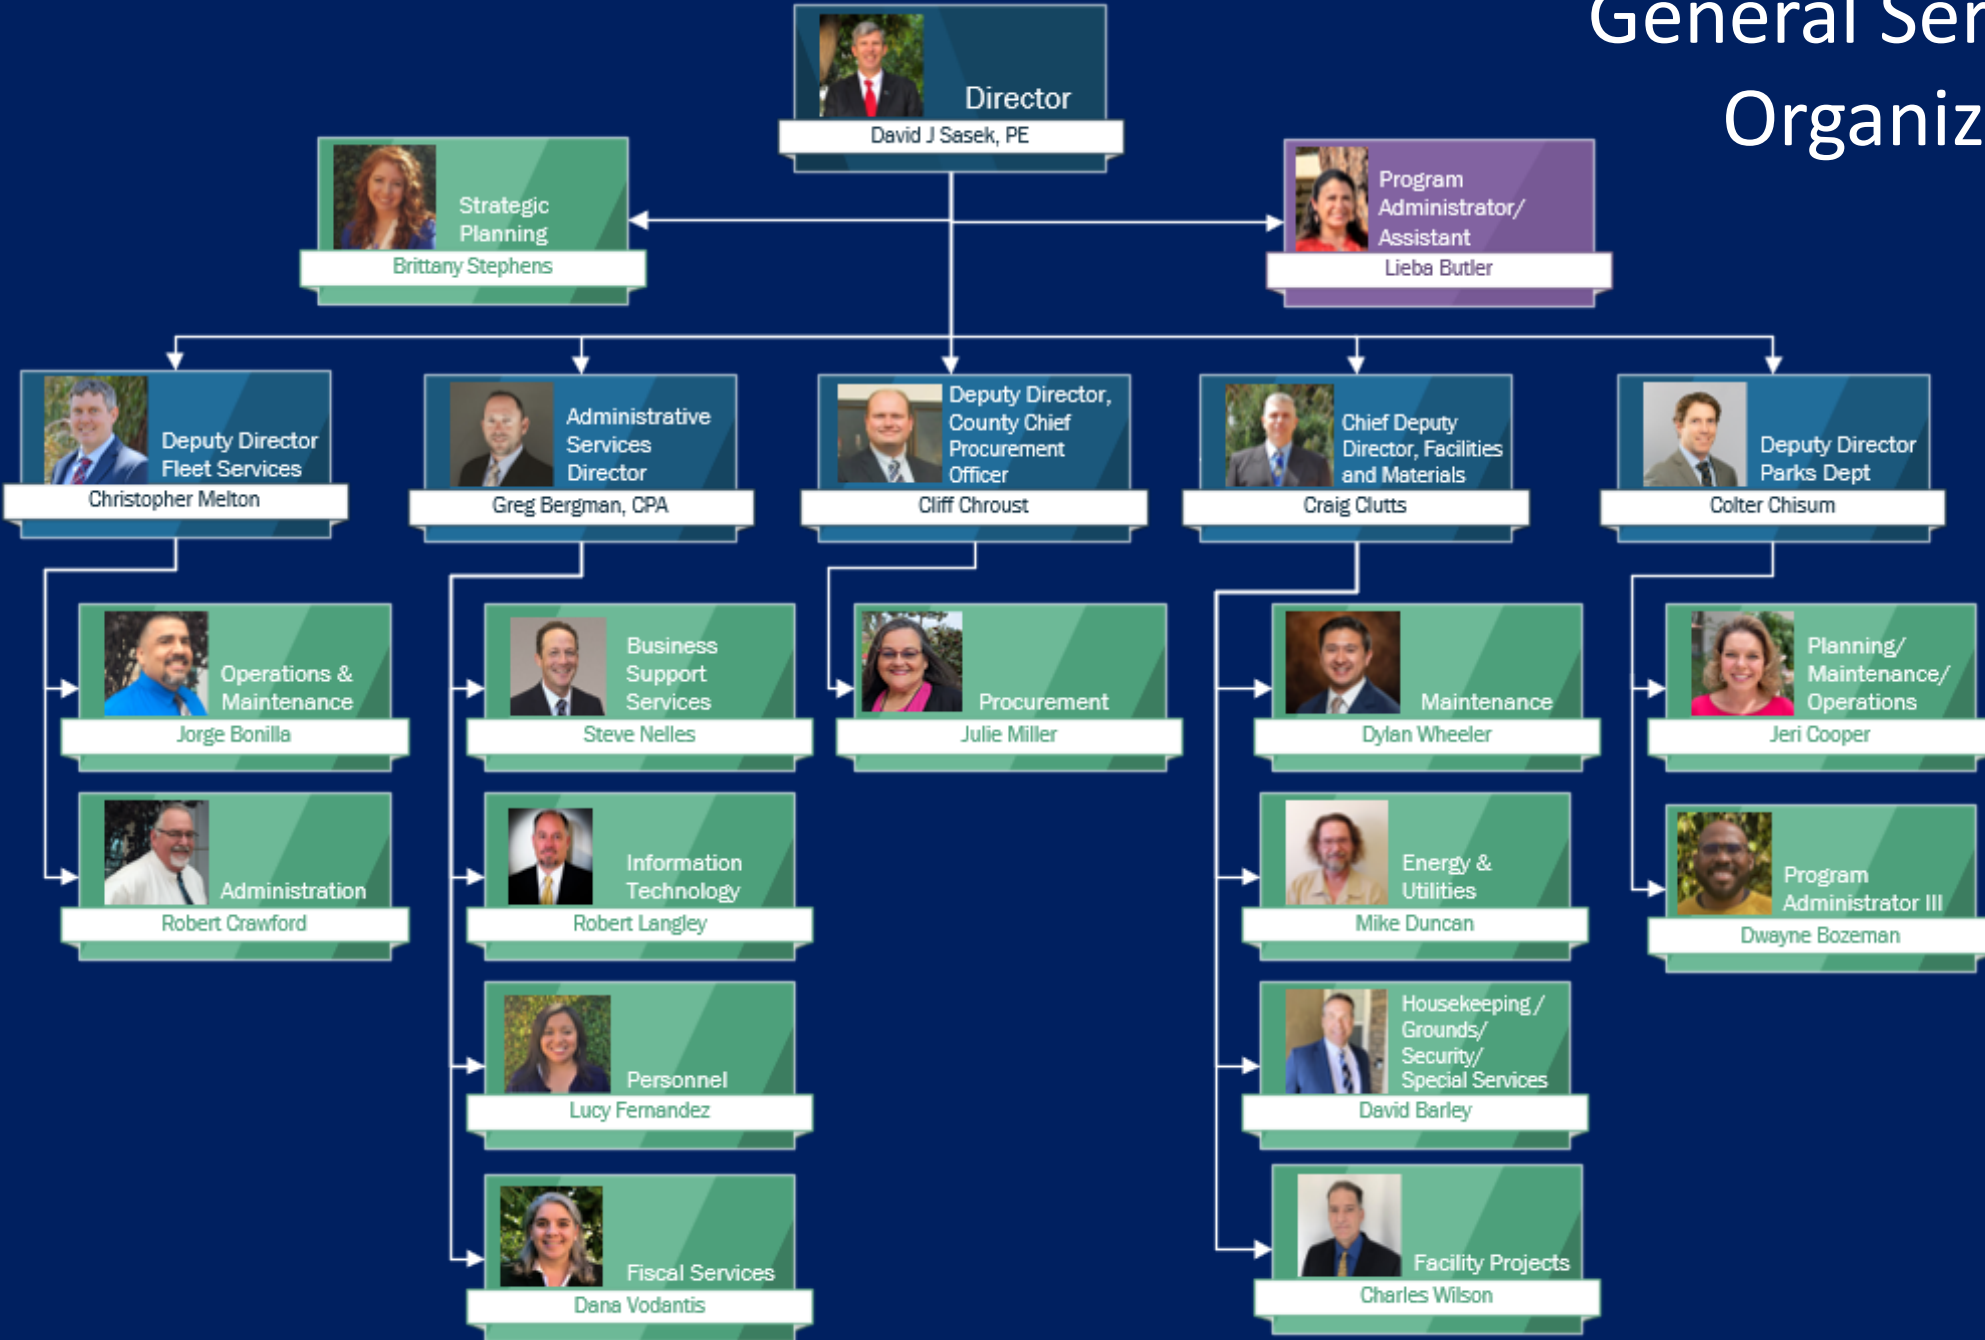 General Ser
Organiz
Director
David J Sasek, PE
Strategic
Planning
Brittany Stephens
Program
Administrator/
Assistant
Lieba Butler
Deputy Director
Fleet Services
Christopher Melton
Administrative
Services
Director
Greg Bergman, CPA
Deputy Director,
County Chief
Procurement
Officer
Cliff Chroust
Chief Deputy
Director, Facilities
and Materials
Craig Clutts
Deputy Director
Parks Dept
Colter Chisum
Operations &
Maintenance
Jorge Bonilla
Business
Support
Services
Steve Nelles
Procurement
Julie Miller
Maintenance
Dylan Wheeler
Planning/
Maintenance/
Operations
Jeri Cooper
Administration
Robert Crawford
Information
Technology
Robert Langley
Energy &
Utilities
Mike Duncan
Program
Administrator III
Dwayne Bozeman
Personnel
Lucy Fernandez
Housekeeping/
Grounds/
Security/
Special Services
David Barley
Fiscal Services
Dana Vodantis
Facility Projects
Charles Wilson